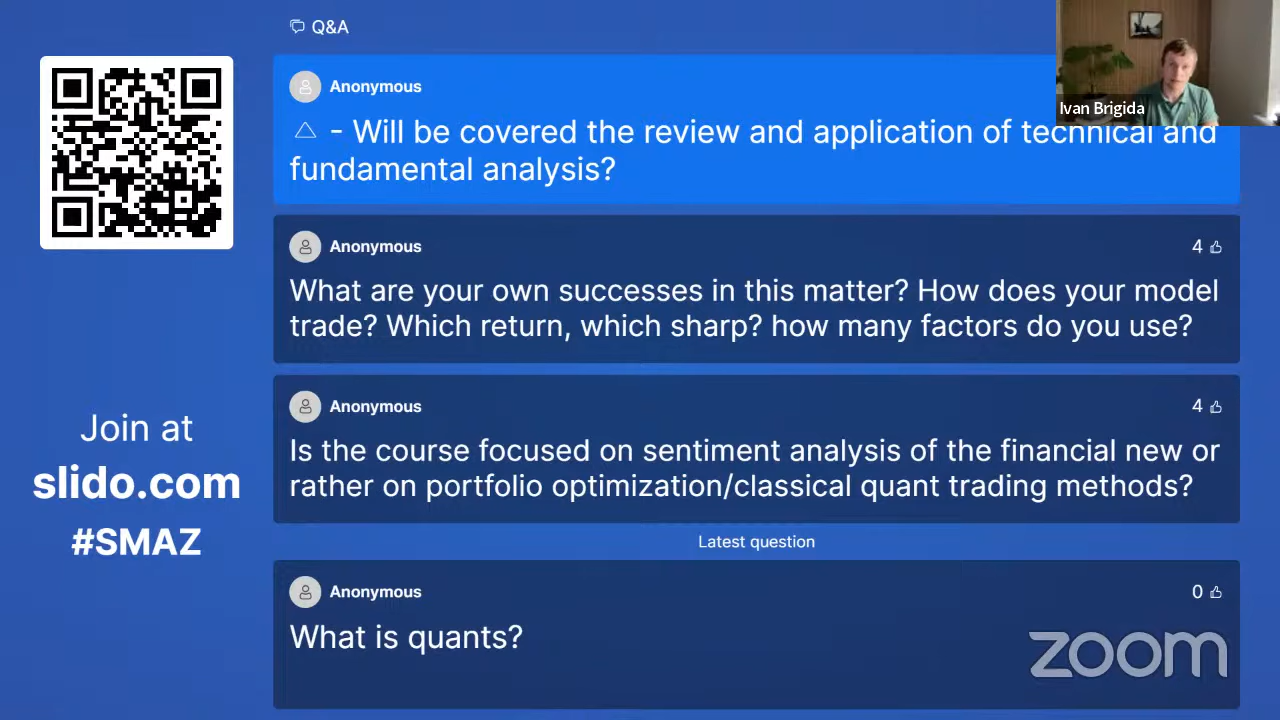 Q&A
Anonymous
- Will be covered the review and application of technical and
fundamental analysis?
Anonymous
4
What are your own successes in this matter? How does your model
trade? Which return, which sharp? how many factors do you use?
Anonymous
4
Is the course focused on sentiment analysis of the financial new or
rather on portfolio optimization/classical quant trading methods?
Latest question
Anonymous
0
What is quants?
Join at
slido.com
#SMAZ
Ivan Brigida
zoom